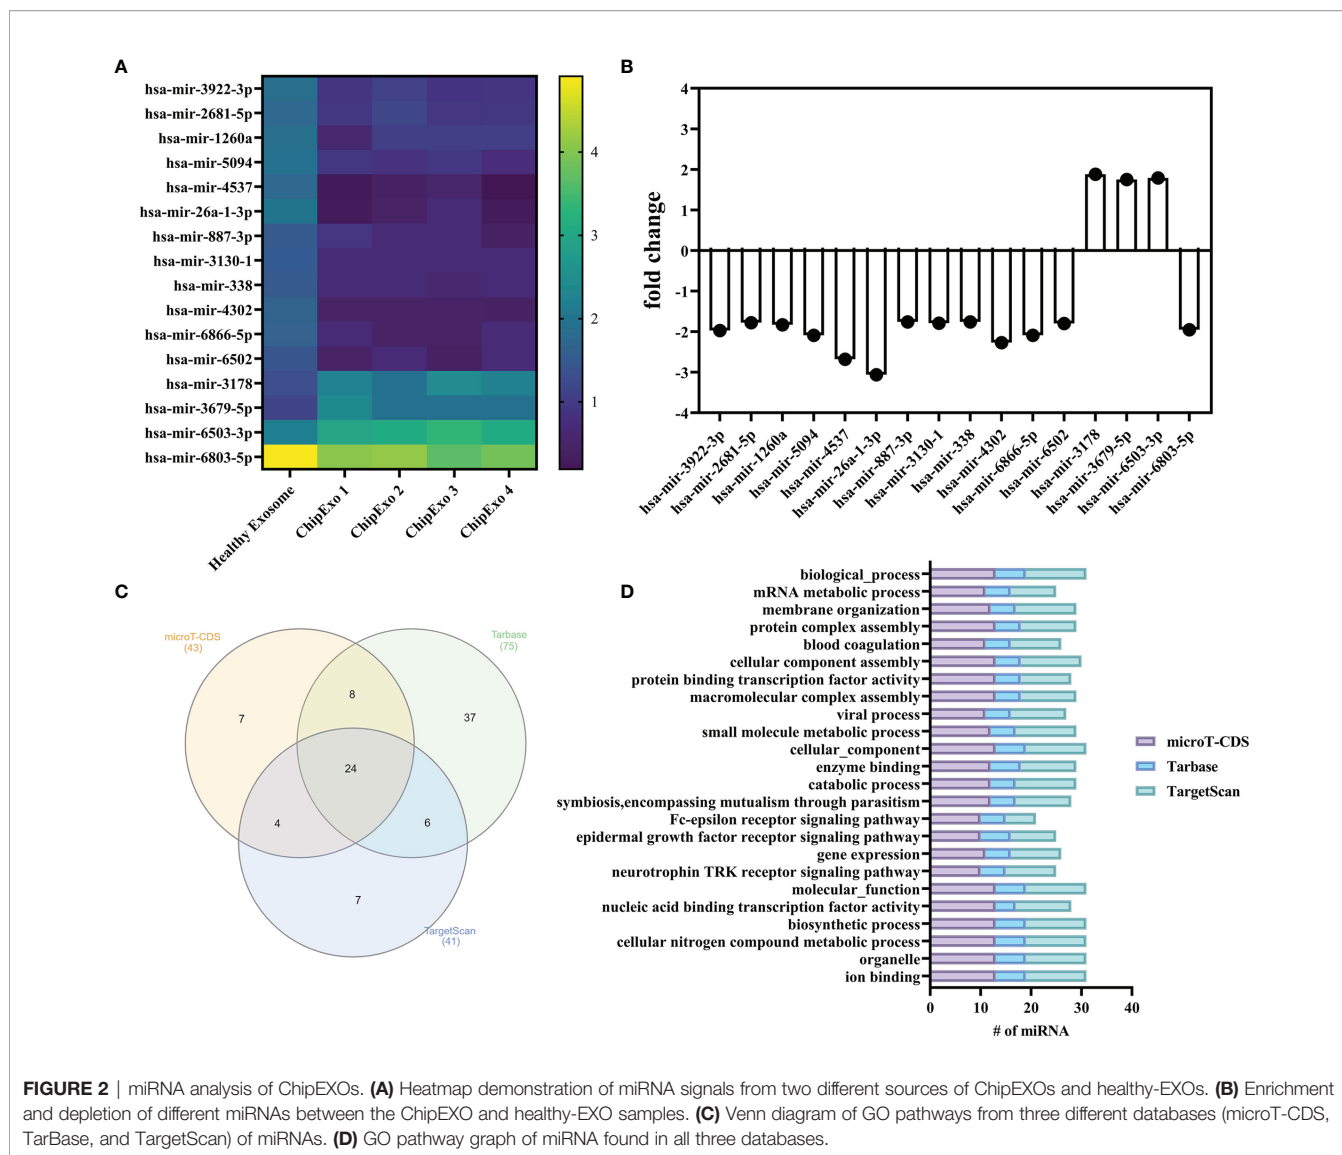 A
hsa-mir-3922-3p
hsa-mir-2681-5p
hsa-mir-1260a
hsa-mir-5094
hsa-mir-4537
hsa-mir-26a-1-3p
hsa-mir-887-3p
hsa-mir-3130-1
hsa-mir-338
hsa-mir-4302
hsa-mir-6866-5p
hsa-mir-6502
hsa-mir-3178
hsa-mir-3679-5p
hsa-mir-6503-3p
hsa-mir-6803-5p
Healthy Exosome
ChipExo 1
ChipExo 2
ChipExo 3
ChipExo 4
4
3
2
1
B
fold change
4
3
2
1
0
-1
-2
-3
-4
hsa-mir-3922-3p
hsa-mir-2681-5p
hsa-mir-1260a
hsa-mir-5094
hsa-mir-4537
hsa-mir-26a-1-3p
hsa-mir-887-3p
hsa-mir-3130-1
hsa-mir-338
hsa-mir-4302
hsa-mir-6866-5p
hsa-mir-6502
hsa-mir-3178
hsa-mir-3679-5p
hsa-mir-6503-3p
hsa-mir-6803-5p
C
microT-CDS
(43)
Tarbase
(75)
8
7
37
24
4
6
7
TargetScan
(41)
D
biological_process
mRNA metabolic process
membrane organization
protein complex assembly
blood coagulation
cellular component assembly
protein binding transcription factor activity
macromolecular complex assembly
viral process
small molecule metabolic process
cellular_component
enzyme binding
catabolic process
symbiosis,encompassing mutualism through parasitism
Fc-epsilon receptor signaling pathway
epidermal growth factor receptor signaling pathway
gene expression
neurotrophin TRK receptor signaling pathway
molecular_function
nucleic acid binding transcription factor activity
biosynthetic process
cellular nitrogen compound metabolic process
organelle
ion binding
0 10 20 30 40
# of miRNA
microT-CDS
Tarbase
TargetScan
FIGURE 2 | miRNA analysis of ChipEXOs. (A) Heatmap demonstration of miRNA signals from two different sources of ChipEXOs and healthy-EXOs. (B) Enrichment
and depletion of different miRNAs between the ChipEXO and healthy-EXO samples. (C) Venn diagram of GO pathways from three different databases (microT-CDS,
TarBase, and TargetScan) of miRNAs. (D) GO pathway graph of miRNA found in all three databases.